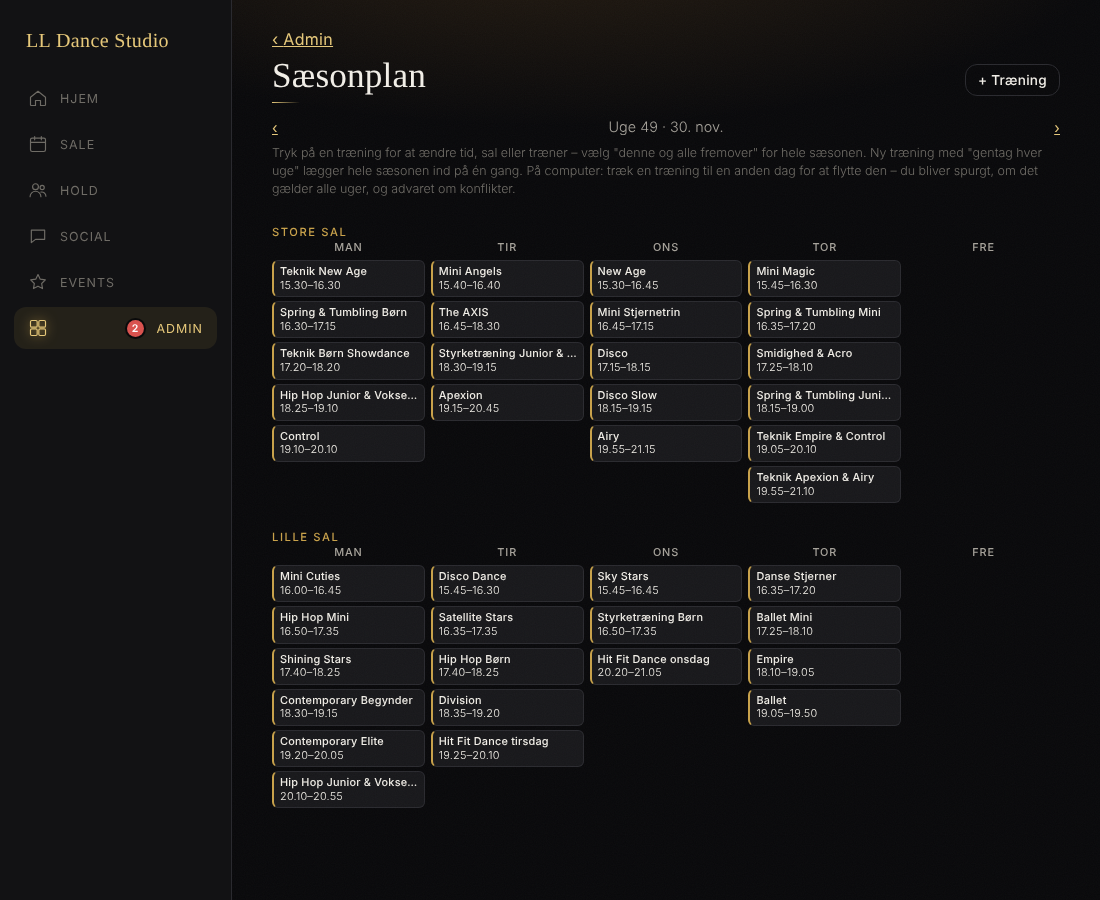 LL Dance Studio
HJEM
SALE
HOLD
SOCIAL
EVENTS
2 ADMIN
‹ Admin
Sæsonplan
+ Træning
‹ Uge 49 · 30. nov. ›
Tryk på en træning for at ændre tid, sal eller træner – vælg "denne og alle fremover" for hele sæsonen. Ny træning med "gentag hver
uge" lægger hele sæsonen ind på én gang. På computer: træk en træning til en anden dag for at flytte den – du bliver spurgt, om det
gælder alle uger, og advaret om konflikter.
STORE SAL
MAN
Teknik New Age
15.30–16.30
Spring & Tumbling Børn
16.30–17.15
Teknik Børn Showdance
17.20–18.20
Hip Hop Junior & Vokse...
18.25–19.10
Control
19.10–20.10
TIR
Mini Angels
15.40–16.40
The AXIS
16.45–18.30
Styrketræning Junior & ...
18.30–19.15
Apexion
19.15–20.45
ONS
New Age
15.30–16.45
Mini Stjernetrin
16.45–17.15
Disco
17.15–18.15
Disco Slow
18.15–19.15
Airy
19.55–21.15
TOR
Mini Magic
15.45–16.30
Spring & Tumbling Mini
16.35–17.20
Smidighed & Acro
17.25–18.10
Spring & Tumbling Juni...
18.15–19.00
Teknik Empire & Control
19.05–20.10
Teknik Apexion & Airy
19.55–21.10
FRE
LILLE SAL
MAN
Mini Cuties
16.00–16.45
Hip Hop Mini
16.50–17.35
Shining Stars
17.40–18.25
Contemporary Begynder
18.30–19.15
Contemporary Elite
19.20–20.05
Hip Hop Junior & Vokse...
20.10–20.55
TIR
Disco Dance
15.45–16.30
Satellite Stars
16.35–17.35
Hip Hop Børn
17.40–18.25
Division
18.35–19.20
Hit Fit Dance tirsdag
19.25–20.10
ONS
Sky Stars
15.45–16.45
Styrketræning Børn
16.50–17.35
Hit Fit Dance onsdag
20.20–21.05
TOR
Danse Stjerner
16.35–17.20
Ballet Mini
17.25–18.10
Empire
18.10–19.05
Ballet
19.05–19.50
FRE